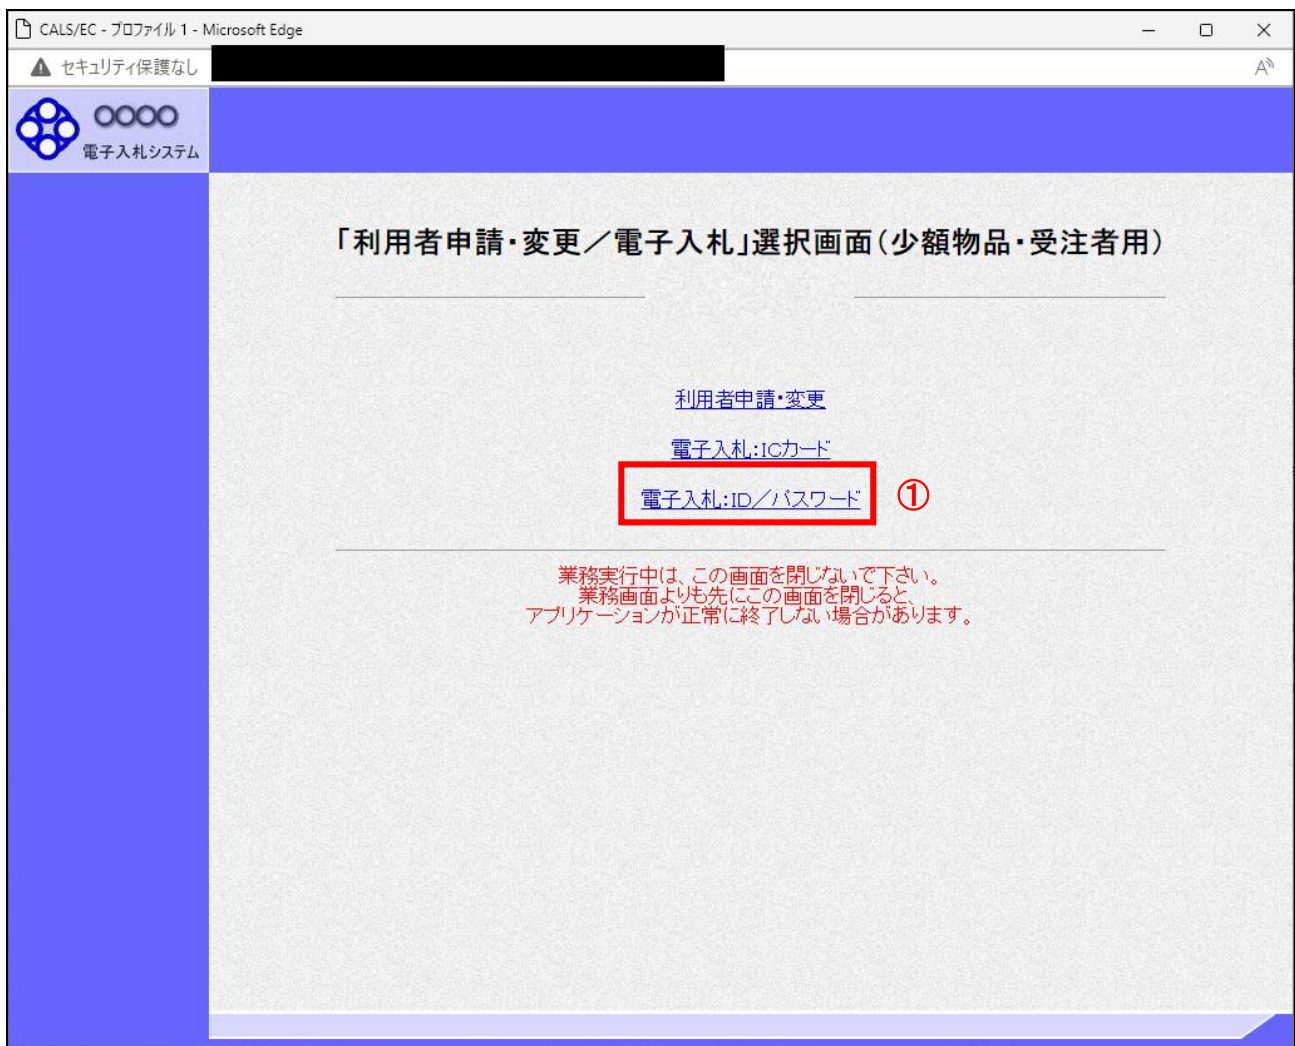 CALS/EC - プロファイル 1 - Microsoft Edge
セキュリティ保護なし
○○○○
電子入札システム
「利用者申請・変更／電子入札」選択画面（少額物品・受注者用）
利用者申請・変更
電子入札：ICカード
電子入札：ID／パスワード
①
業務実行中は、この画面を閉じないで下さい。
業務画面よりも先にこの画面を閉じると、
アプリケーションが正常に終了しない場合があります。